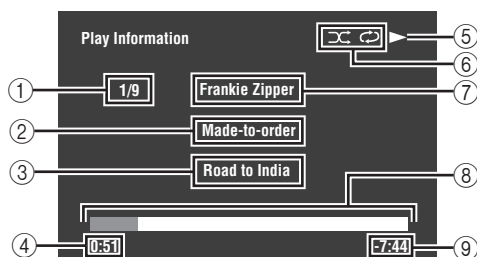 Play Information
⑤
⑥
① 1/9 Frankie Zipper ⑦
② Made-to-order
③ Road to India
⑧
④ 0:51 -7:44 ⑨